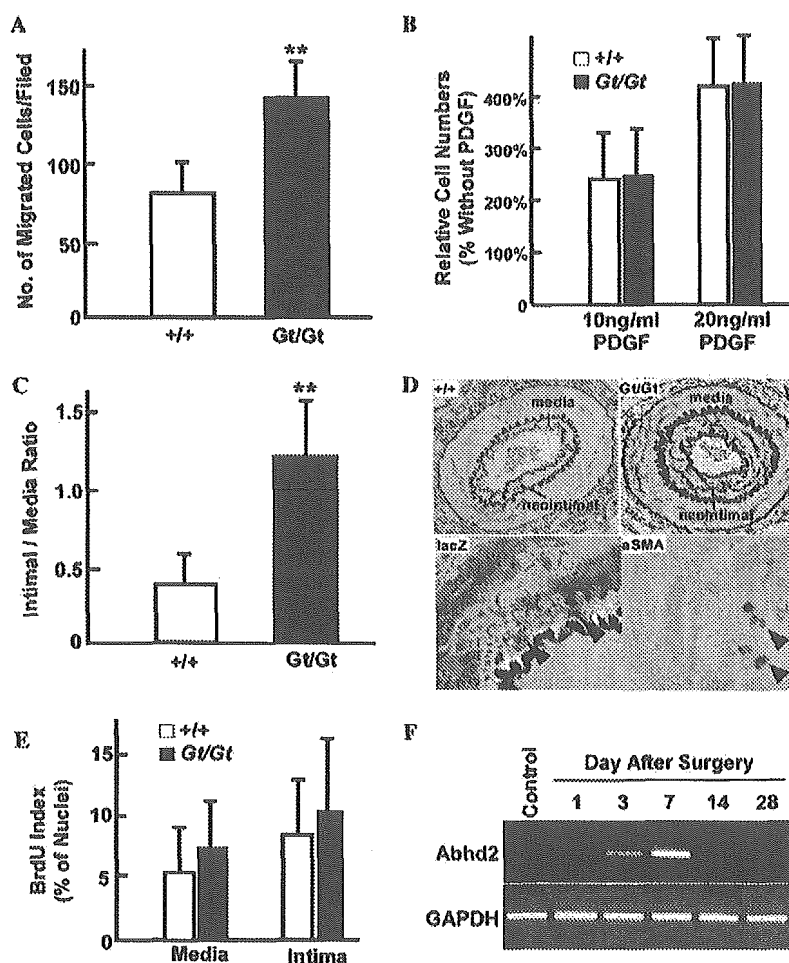 A
No. of Migrated Cells/Filed
150
100
50
0
**
+/+
Gt/Gt
B
Relative Cell Numbers
(% Without PDGF)
400%
300%
200%
100%
0
+/+
Gt/Gt
10ng/ml
PDGF
20ng/ml
PDGF
C
Intimal / Media Ratio
1.5
1.0
0.5
0
**
+/+
Gt/Gt
D
+/+
media
neointimal
Gt/Gt
media
neointimal
lacZ
aSMA
E
BrdU Index
(% of Nuclei)
15
10
5
0
+/+
Gt/Gt
Media
Intima
F
Control
Day After Surgery
1 3 7 14 28
Abhd2
GAPDH